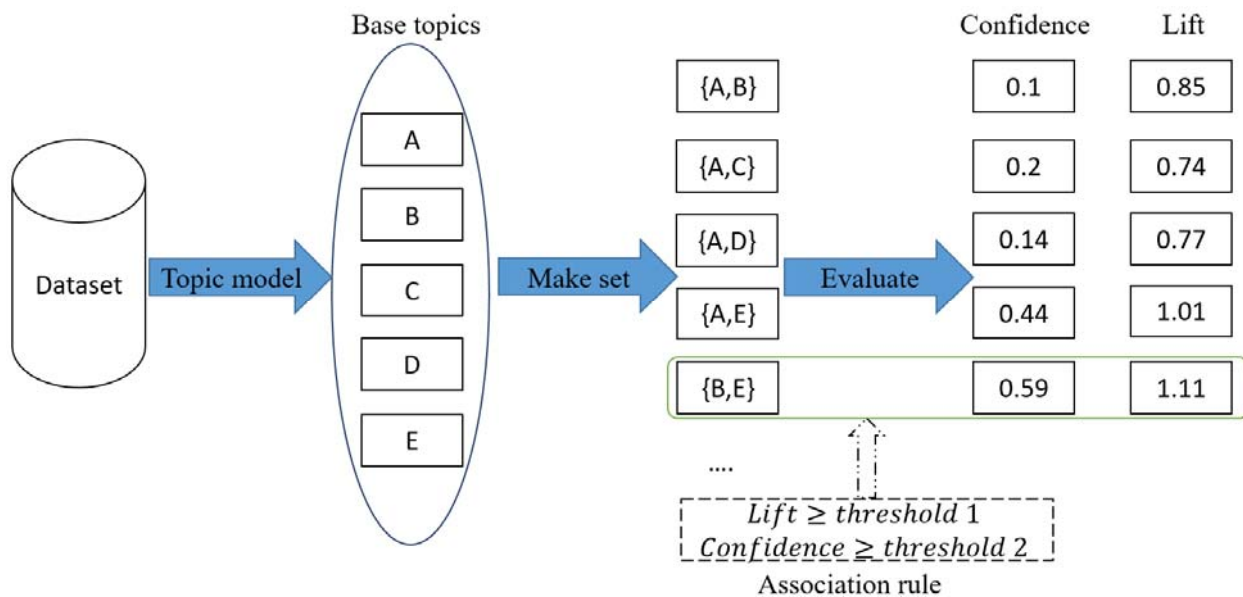 Base topics
Confidence Lift
{A,B} 0.1 0.85
A
{A,C} 0.2 0.74
B
{A,D} 0.14 0.77
Dataset Topic model C Make set Evaluate
{A,E} 0.44 1.01
D
{B,E} 0.59 1.11
E
....
Lift ≥ threshold 1
Confidence ≥ threshold 2
Association rule